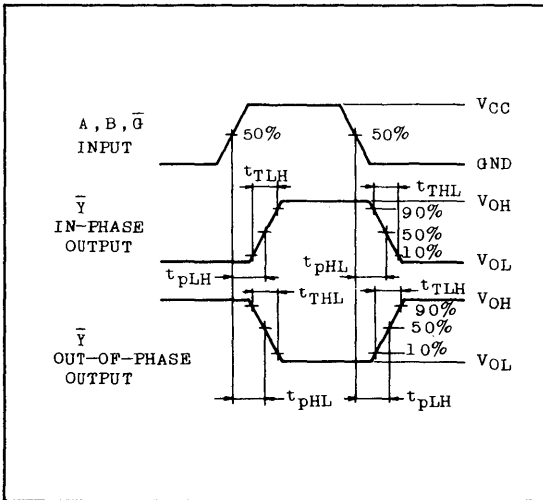 VCC
A, B, G̅
INPUT
50%
50%
tTLH
GND
tTHL
Y̅
IN-PHASE
OUTPUT
VOH
90%
50%
10%
tpLH
tpHL
VOL
tTHL
tTLH
VOH
90%
Y̅
OUT-OF-PHASE
OUTPUT
50%
10%
VOL
tpHL
tpLH